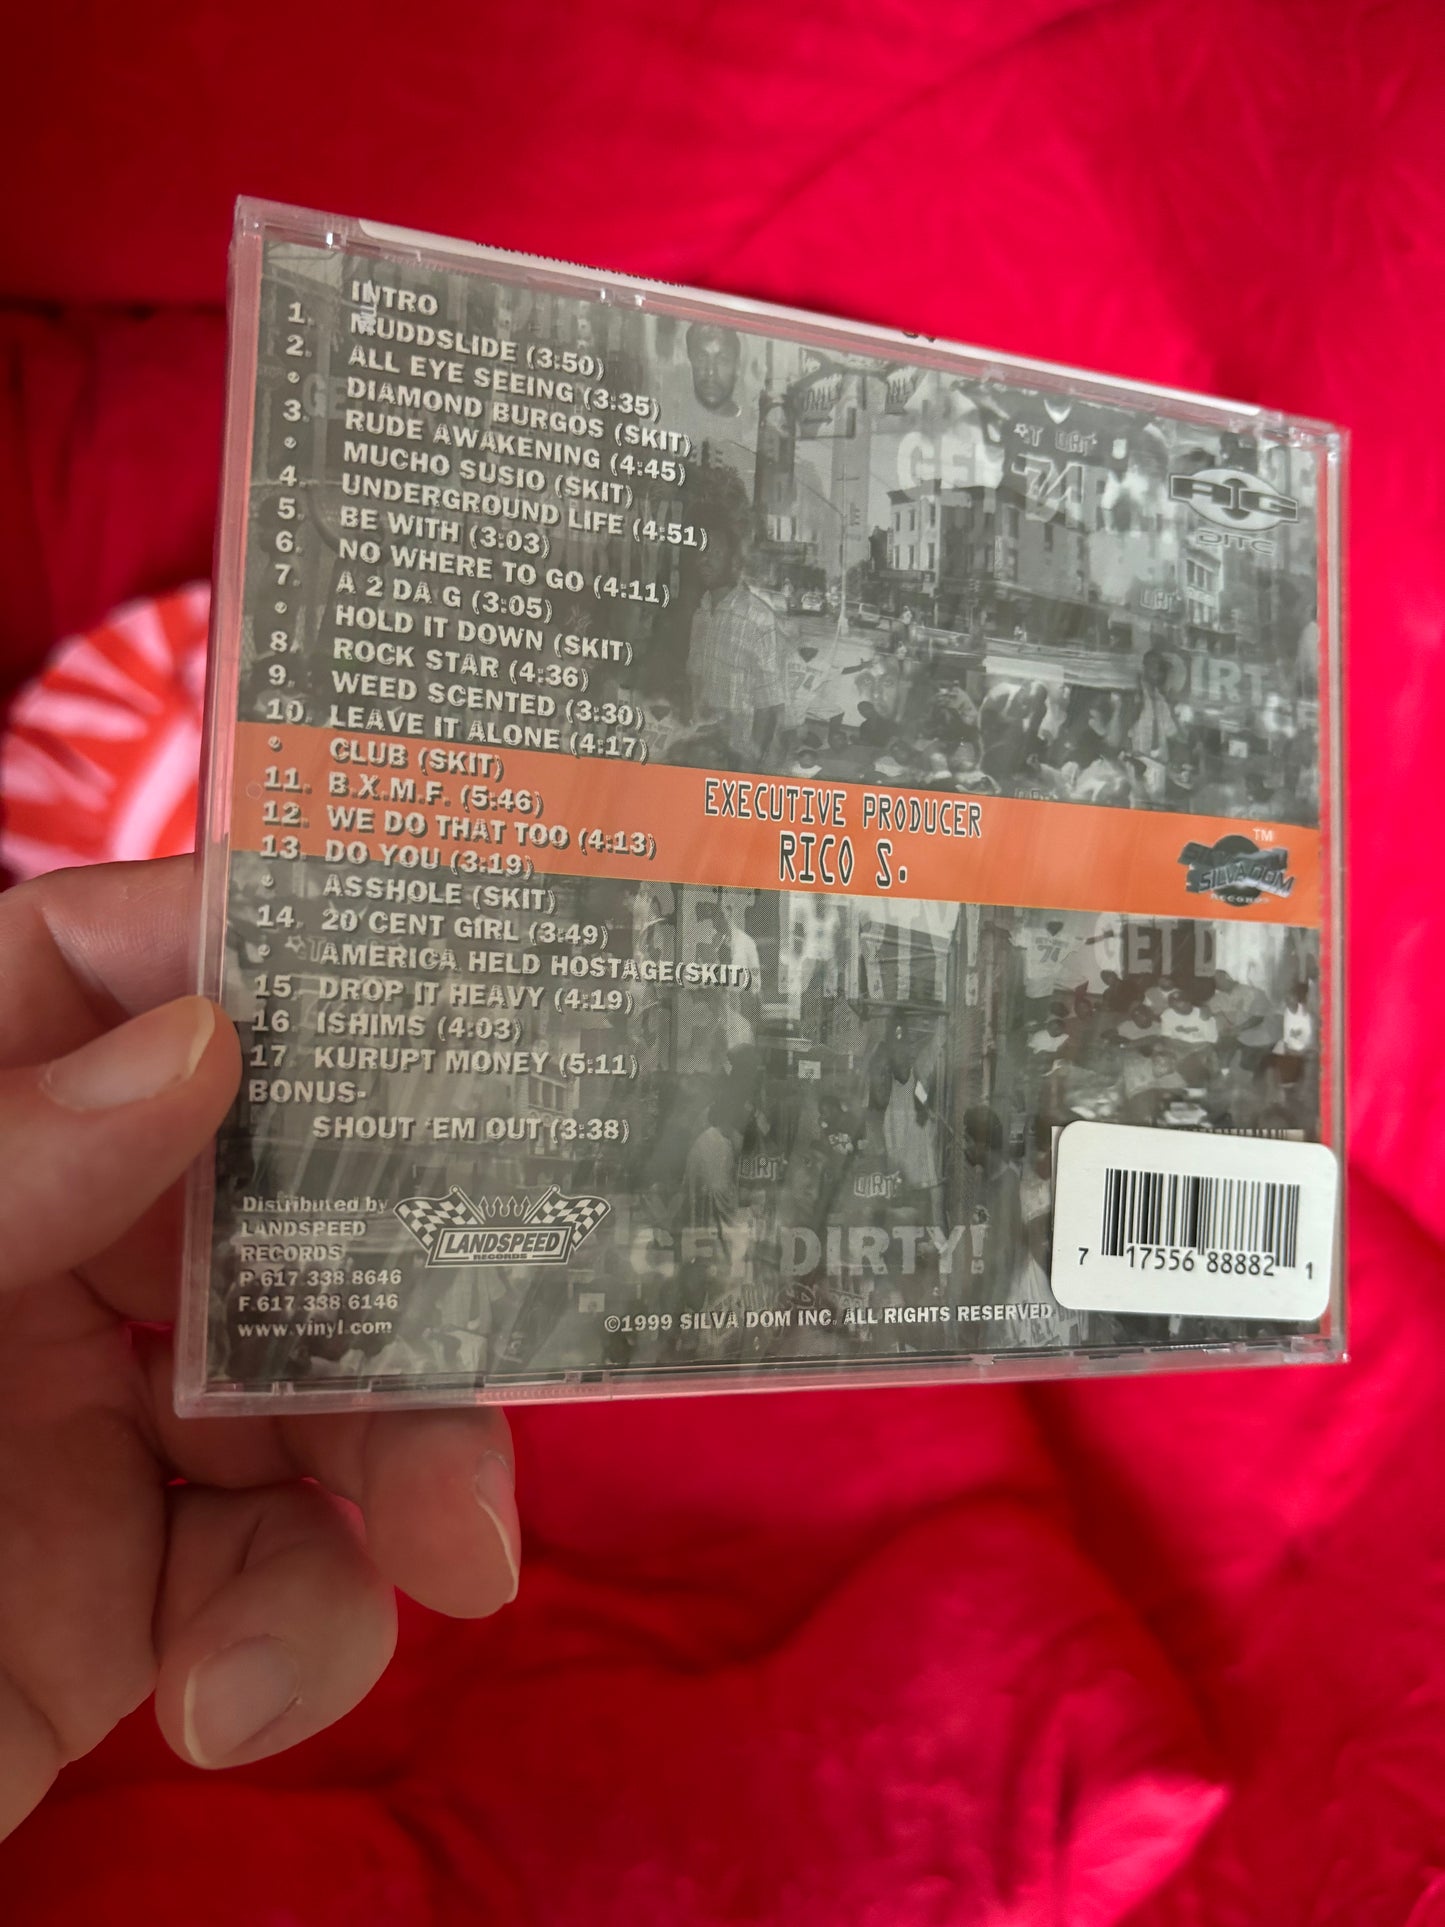 INTRO
1. MUDDSLIDE (3:50)
2. ALL EYE SEEING (3:35)
DIAMOND BURGOS (SKIT)
3. RUDE AWAKENING (4:45)
MUCHO SUSIO (SKIT)
4. UNDERGROUND LIFE (4:51)
5. BE WITH (3:03)
6. NO WHERE TO GO (4:11)
7. A 2 DA G (3:05)
HOLD IT DOWN (SKIT)
8. ROCK STAR (4:36)
9. WEED SCENTED (3:30)
10. LEAVE IT ALONE (4:17)
CLUB (SKIT)
11. B.X.M.F. (5:46)
12. WE DO THAT TOO (4:13)
13. DO YOU (3:19)
ASSHOLE (SKIT)
14. 20 CENT GIRL (3:49)
AMERICA HELD HOSTAGE(SKIT)
15. DROP IT HEAVY (4:19)
16. ISHIMS (4:03)
17. KURUPT MONEY (5:11)
BONUS-
SHOUT 'EM OUT (3:38)
AG
DITC
EXECUTIVE PRODUCER
RICO S.
TM
SILVA DOM
RECORDS
GET DIRTY
GET DIRTY
GET DIRTY!
Distributed by
LANDSPEED
RECORDS
P.617.338.8646
F.617.338.6146
www.vinyl.com
LANDSPEED
RECORDS
©1999 SILVA DOM INC. ALL RIGHTS RESERVED
7 17556 88882 1